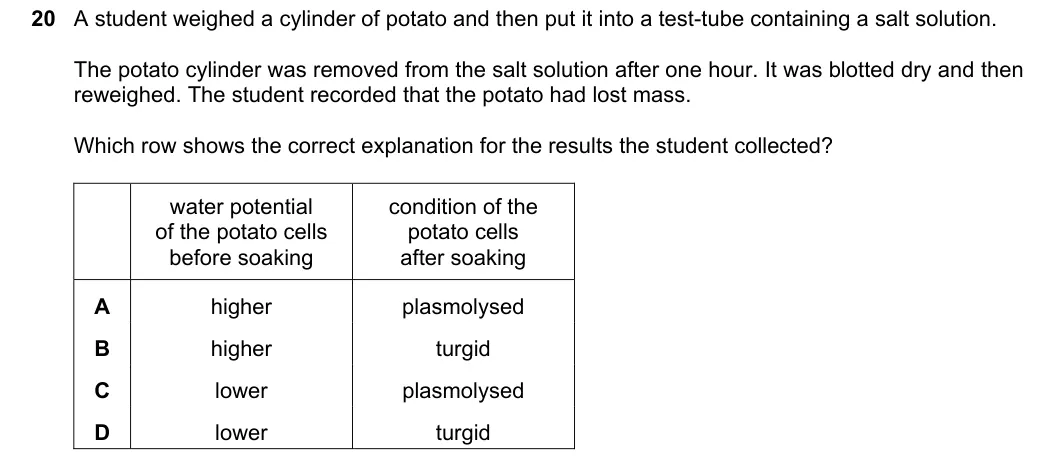 20 A student weighed a cylinder of potato and then put it into a test-tube containing a salt solution.
The potato cylinder was removed from the salt solution after one hour. It was blotted dry and then
reweighed. The student recorded that the potato had lost mass.
Which row shows the correct explanation for the results the student collected?
water potential of the potato cells before soaking
condition of the potato cells after soaking
A higher plasmolysed
B higher turgid
C lower plasmolysed
D lower turgid